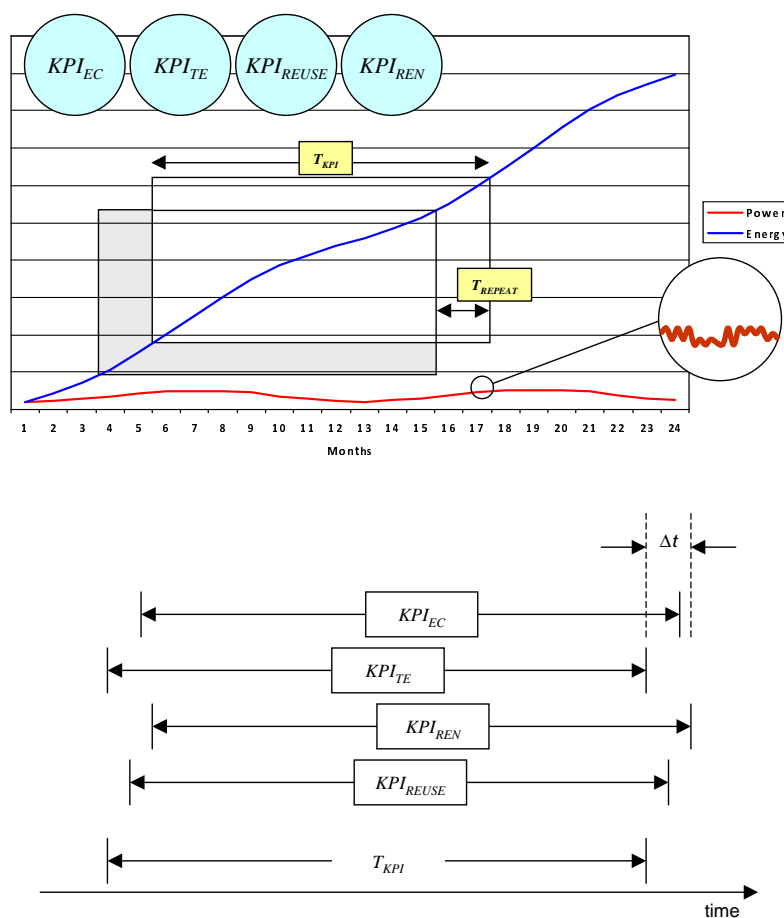 KPI_EC KPI_TE KPI_REUSE KPI_REN
T_KPI
Power
Energy
T_REPEAT
1 2 3 4 5 6 7 8 9 10 11 12 13 14 15 16 17 18 19 20 21 22 23 24
Months
Δt
KPI_EC
KPI_TE
KPI_REN
KPI_REUSE
T_KPI
time